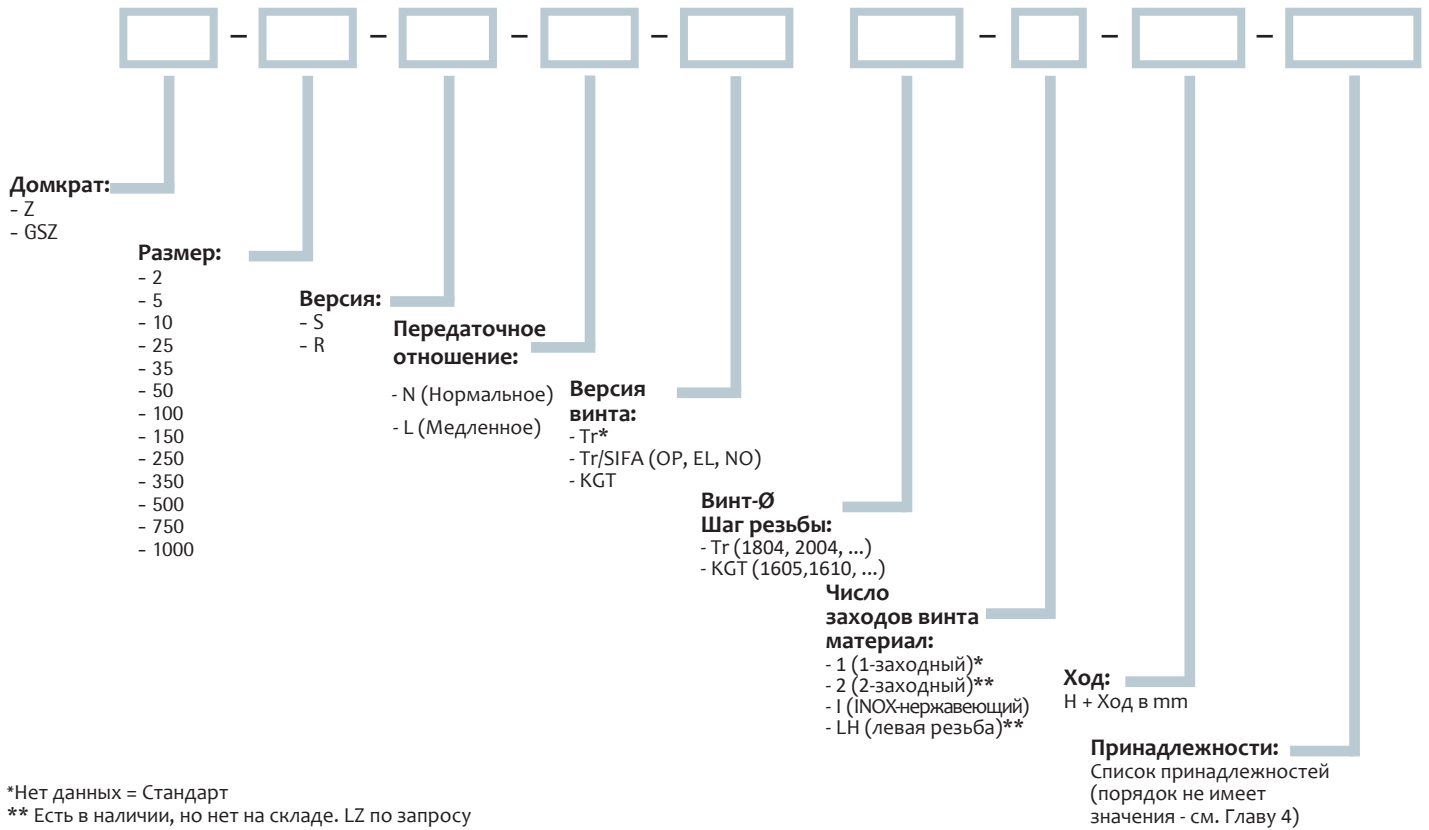 – – – – – – –
Домкрат:
– Z
– GSZ
Размер:
– 2
– 5
– 10
– 25
– 35
– 50
– 100
– 150
– 250
– 350
– 500
– 750
– 1000
Версия:
– S
– R
Передаточное
отношение:
- N (Нормальное)
- L (Медленное)
Версия
винта:
- Tr*
- Tr/SIFA (OP, EL, NO)
- KGT
Винт-Ø
Шаг резьбы:
- Tr (1804, 2004, ...)
- KGT (1605,1610, ...)
Число
заходов винта
материал:
- 1 (1-заходный)*
- 2 (2-заходный)**
- I (INOX-нержавеющий)
- LH (левая резьба)**
Ход:
H + Ход в mm
Принадлежности:
Список принадлежностей
(порядок не имеет
значения - см. Главу 4)
*Нет данных = Стандарт
** Есть в наличии, но нет на складе. LZ по запросу